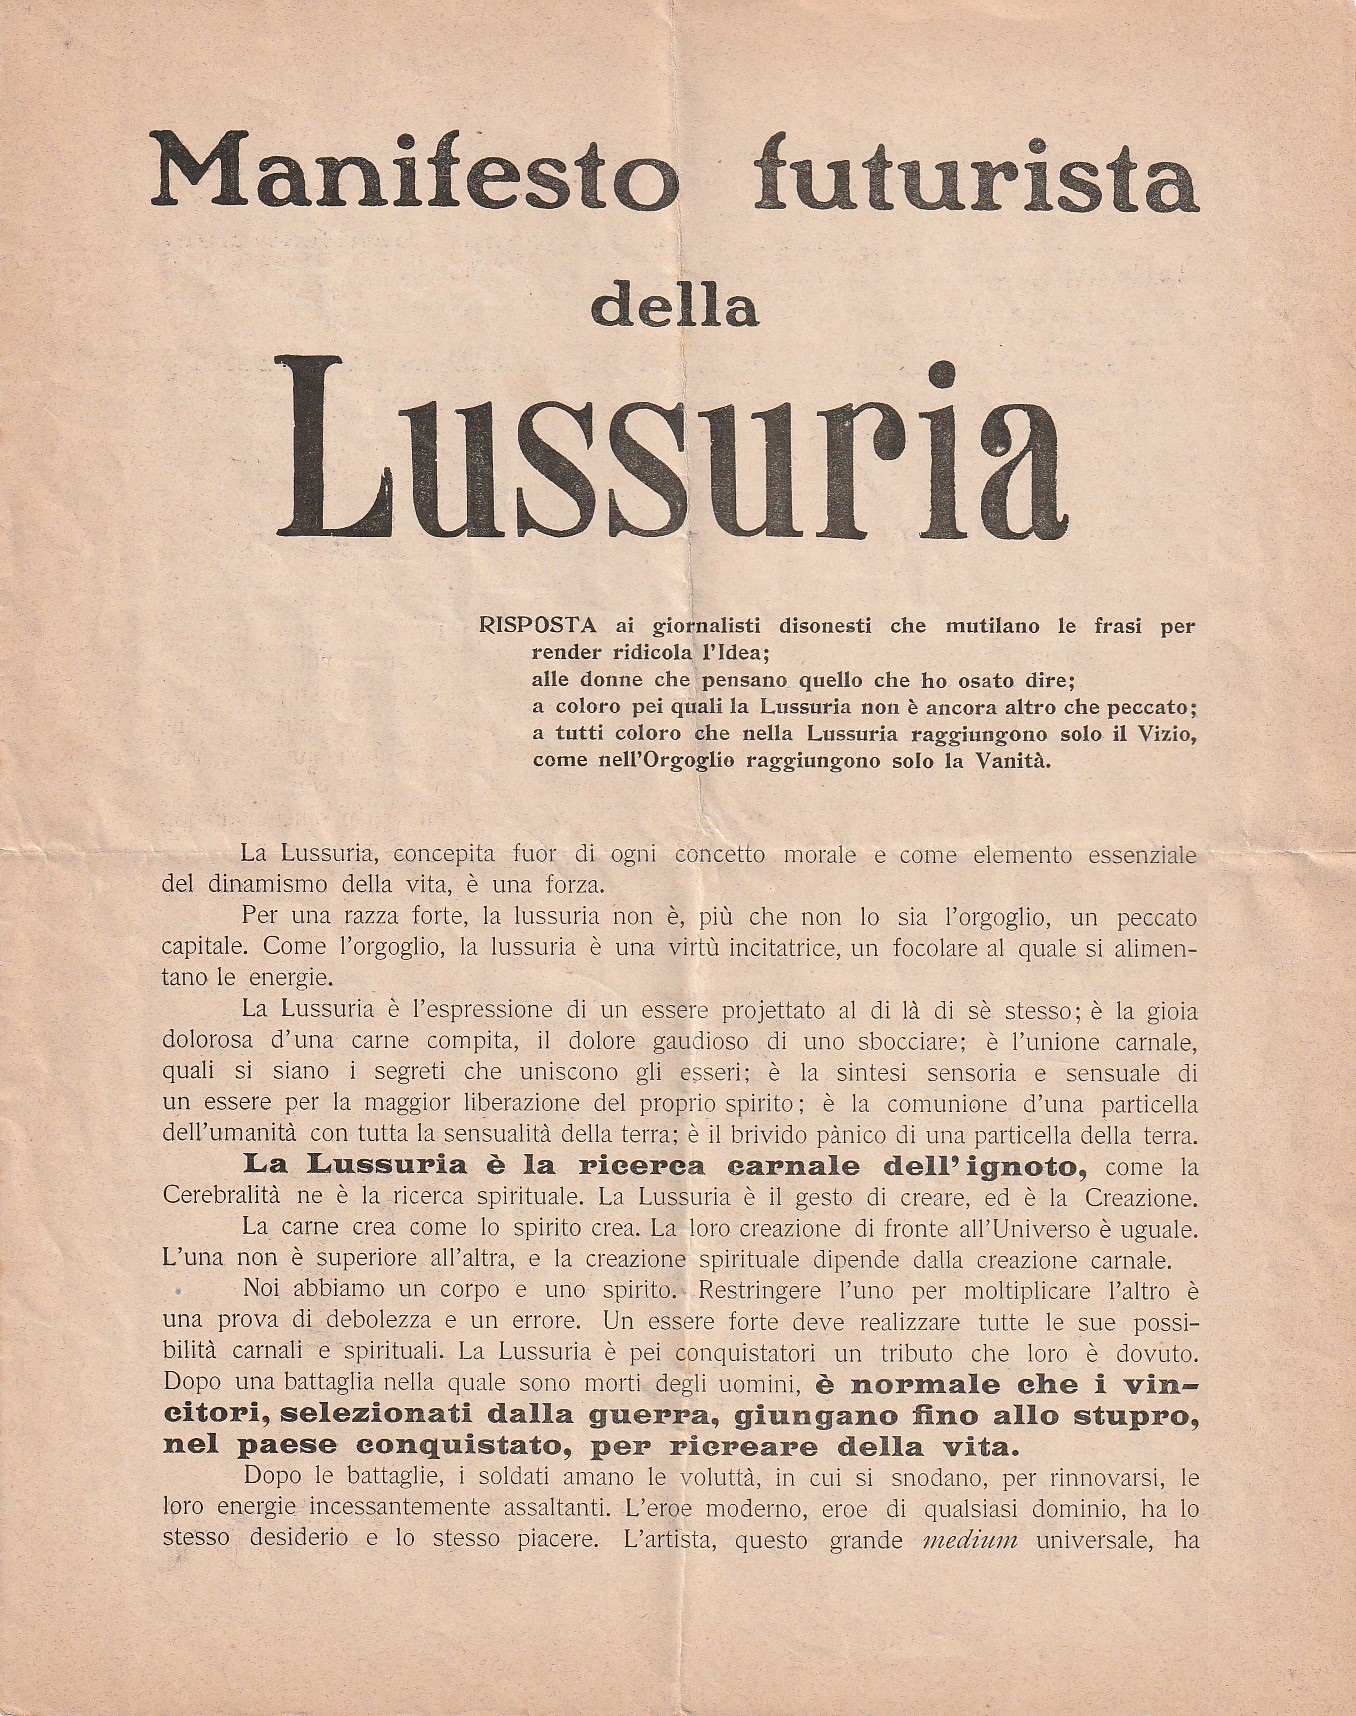 Manifesto futurista
della
Lussuria
RISPOSTA ai giornalisti disonesti che mutilano le frasi per
render ridicola l'Idea;
alle donne che pensano quello che ho osato dire;
a coloro pei quali la Lussuria non è ancora altro che peccato;
a tutti coloro che nella Lussuria raggiungono solo il Vizio,
come nell'Orgoglio raggiungono solo la Vanità.
La Lussuria, concepita fuor di ogni concetto morale e come elemento essenziale
del dinamismo della vita, è una forza.
Per una razza forte, la lussuria non è, più che non lo sia l'orgoglio, un peccato
capitale. Come l'orgoglio, la lussuria è una virtù incitatrice, un focolare al quale si alimen-
tano le energie.
La Lussuria è l'espressione di un essere projettato al di là di sè stesso; è la gioia
dolorosa d'una carne compita, il dolore gaudioso di uno sbocciare; è l'unione carnale,
quali si siano i segreti che uniscono gli esseri; è la sintesi sensoria e sensuale di
un essere per la maggior liberazione del proprio spirito; è la comunione d'una particella
dell'umanità con tutta la sensualità della terra; è il brivido pànico di una particella della terra.
La Lussuria è la ricerca carnale dell'ignoto, come la
Cerebralità ne è la ricerca spirituale. La Lussuria è il gesto di creare, ed è la Creazione.
La carne crea come lo spirito crea. La loro creazione di fronte all'Universo è uguale.
L'una non è superiore all'altra, e la creazione spirituale dipende dalla creazione carnale.
Noi abbiamo un corpo e uno spirito. Restringere l'uno per moltiplicare l'altro è
una prova di debolezza e un errore. Un essere forte deve realizzare tutte le sue possi-
bilità carnali e spirituali. La Lussuria è pei conquistatori un tributo che loro è dovuto.
Dopo una battaglia nella quale sono morti degli uomini, è normale che i vin-
citori, selezionati dalla guerra, giungano fino allo stupro,
nel paese conquistato, per ricreare della vita.
Dopo le battaglie, i soldati amano le voluttà, in cui si snodano, per rinnovarsi, le
loro energie incessantemente assaltanti. L'eroe moderno, eroe di qualsiasi dominio, ha lo
stesso desiderio e lo stesso piacere. L'artista, questo grande medium universale, ha